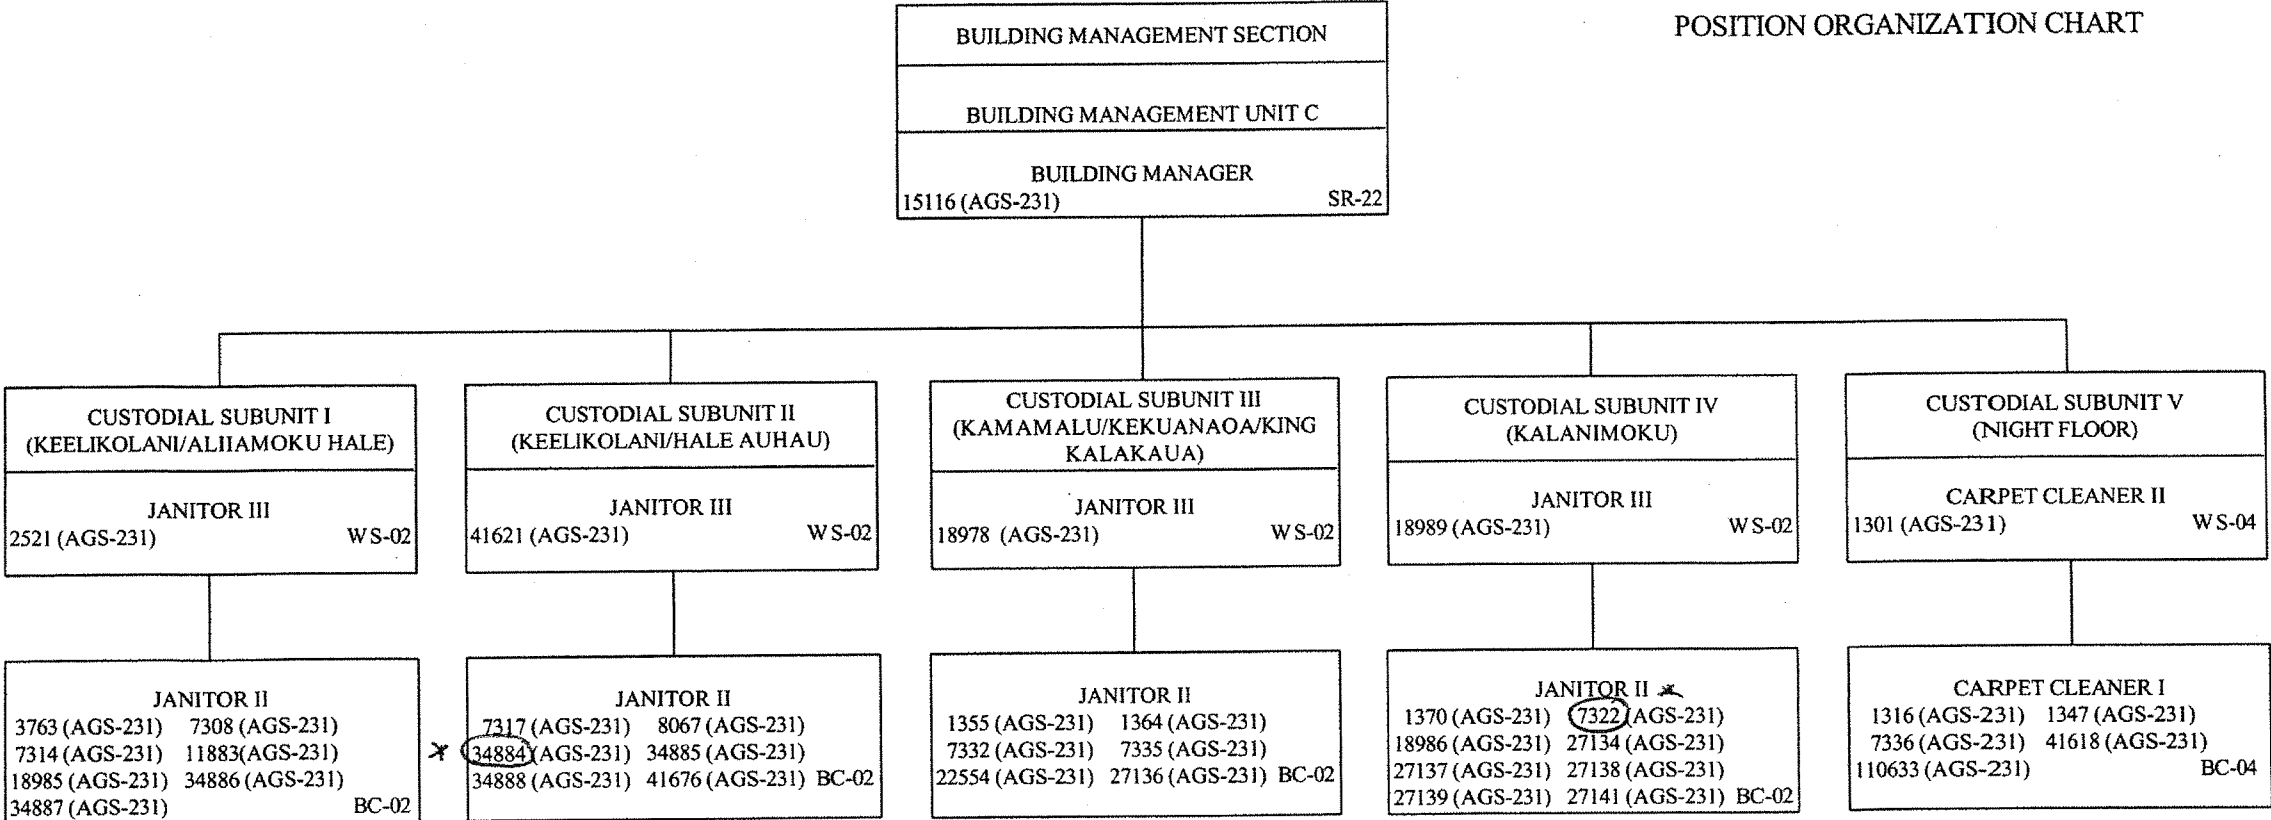 POSITION ORGANIZATION CHART
BUILDING MANAGEMENT SECTION
BUILDING MANAGEMENT UNIT C
BUILDING MANAGER
15116 (AGS-231) SR-22
CUSTODIAL SUBUNIT I
(KEELIKOLANI/ALIIAMOKU HALE)
JANITOR III
2521 (AGS-231) WS-02
CUSTODIAL SUBUNIT II
(KEELIKOLANI/HALE AUHAU)
JANITOR III
41621 (AGS-231) WS-02
CUSTODIAL SUBUNIT III
(KAMAMALU/KEKUANAOA/KING
KALAKAUA)
JANITOR III
18978 (AGS-231) WS-02
CUSTODIAL SUBUNIT IV
(KALANIMOKU)
JANITOR III
18989 (AGS-231) WS-02
CUSTODIAL SUBUNIT V
(NIGHT FLOOR)
CARPET CLEANER II
1301 (AGS-231) WS-04
JANITOR II
3763 (AGS-231) 7308 (AGS-231)
7314 (AGS-231) 11883(AGS-231)
18985 (AGS-231) 34886 (AGS-231)
34887 (AGS-231) BC-02
JANITOR II
7317 (AGS-231) 8067 (AGS-231)
34884 (AGS-231) 34885 (AGS-231)
34888 (AGS-231) 41676 (AGS-231) BC-02
JANITOR II
1355 (AGS-231) 1364 (AGS-231)
7332 (AGS-231) 7335 (AGS-231)
22554 (AGS-231) 27136 (AGS-231) BC-02
JANITOR II
1370 (AGS-231) 7322 (AGS-231)
18986 (AGS-231) 27134 (AGS-231)
27137 (AGS-231) 27138 (AGS-231)
27139 (AGS-231) 27141 (AGS-231) BC-02
CARPET CLEANER I
1316 (AGS-231) 1347 (AGS-231)
7336 (AGS-231) 41618 (AGS-231)
110633 (AGS-231) BC-04